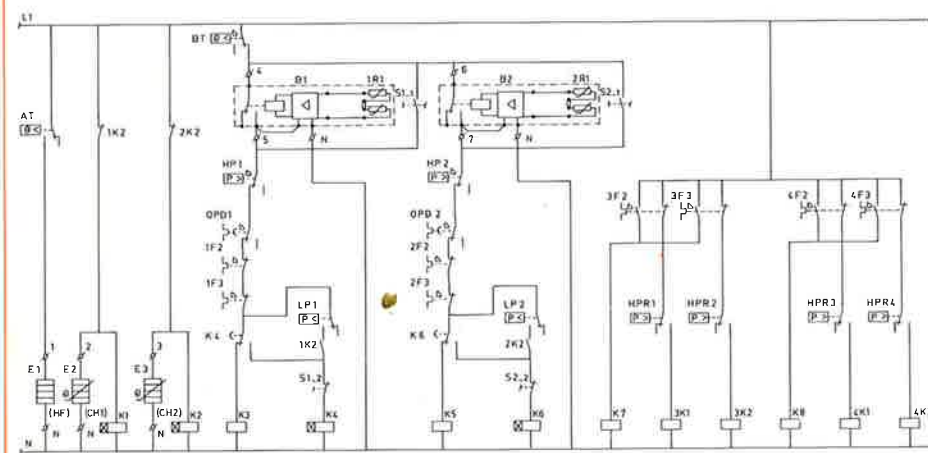 L1
BT θ<
4
B1
1R1
S1.1
6
B2
2R1
S2.1
AT
θ<
1K2
2K2
5
N
7
N
HP1
P>
HP2
P>
3F2
3F3
4F2
4F3
OPD1
OPD2
1F2
2F2
1F3
2F3
LP1
P<
LP2
P<
HPR1
P>
HPR2
P>
HPR3
P>
HPR4
P>
K4
1K2
K6
2K2
1
2
3
E1
E2
E3
θ
θ
S1.2
S2.2
(HF)
(CH1)
K1
(CH2)
K2
K3
K4
K5
K6
K7
3K1
3K2
K8
4K1
N
N
N
N